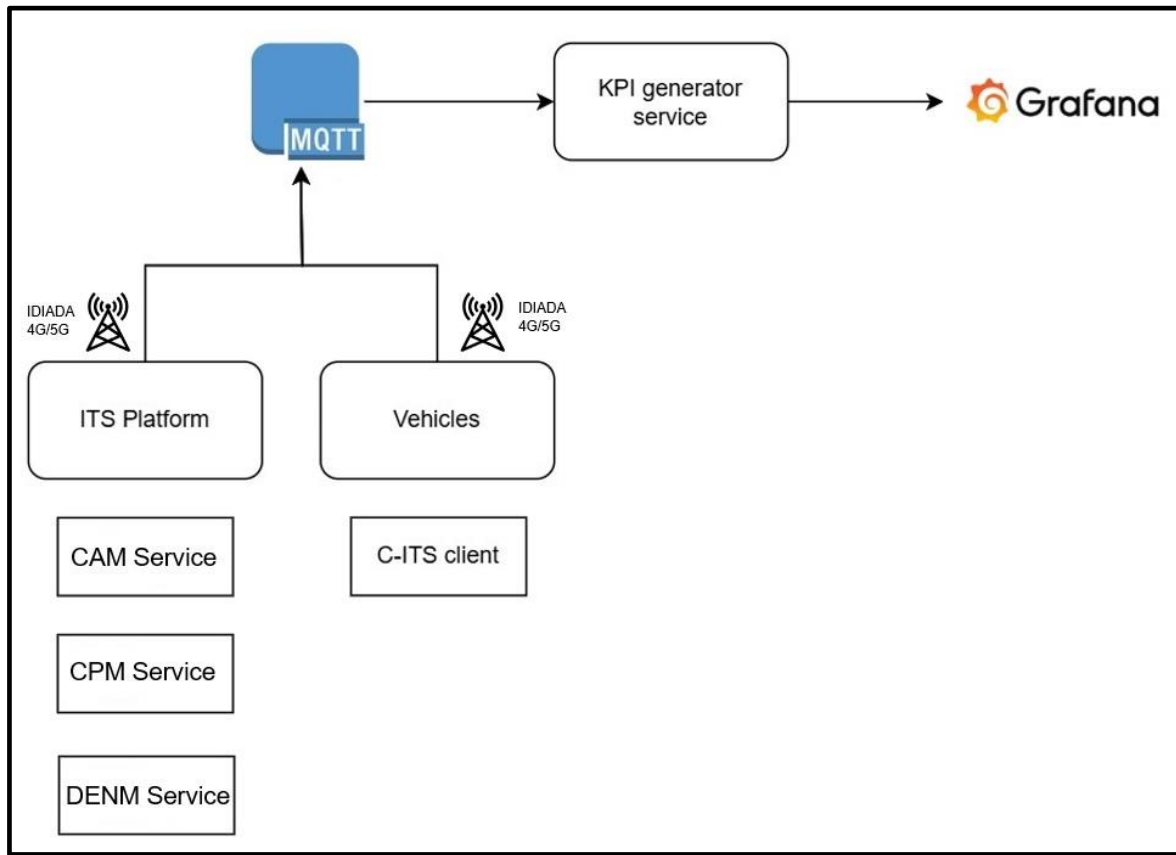 MQTT
KPI generator
service
Grafana
IDIADA
4G/5G
IDIADA
4G/5G
ITS Platform
Vehicles
CAM Service
C-ITS client
CPM Service
DENM Service